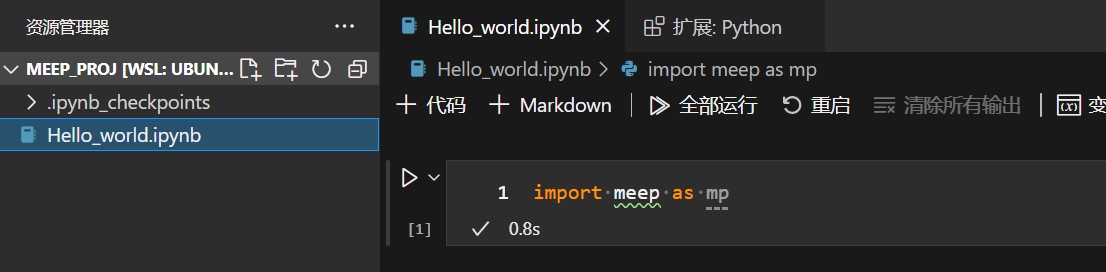 资源管理器 ···
MEEP_PROJ [WSL: UBUN...
.ipynb_checkpoints
Hello_world.ipynb
Hello_world.ipynb 扩展: Python
Hello_world.ipynb > import meep as mp
代码 Markdown 全部运行 重启 清除所有输出 变
1 import meep as mp
[1] 0.8s